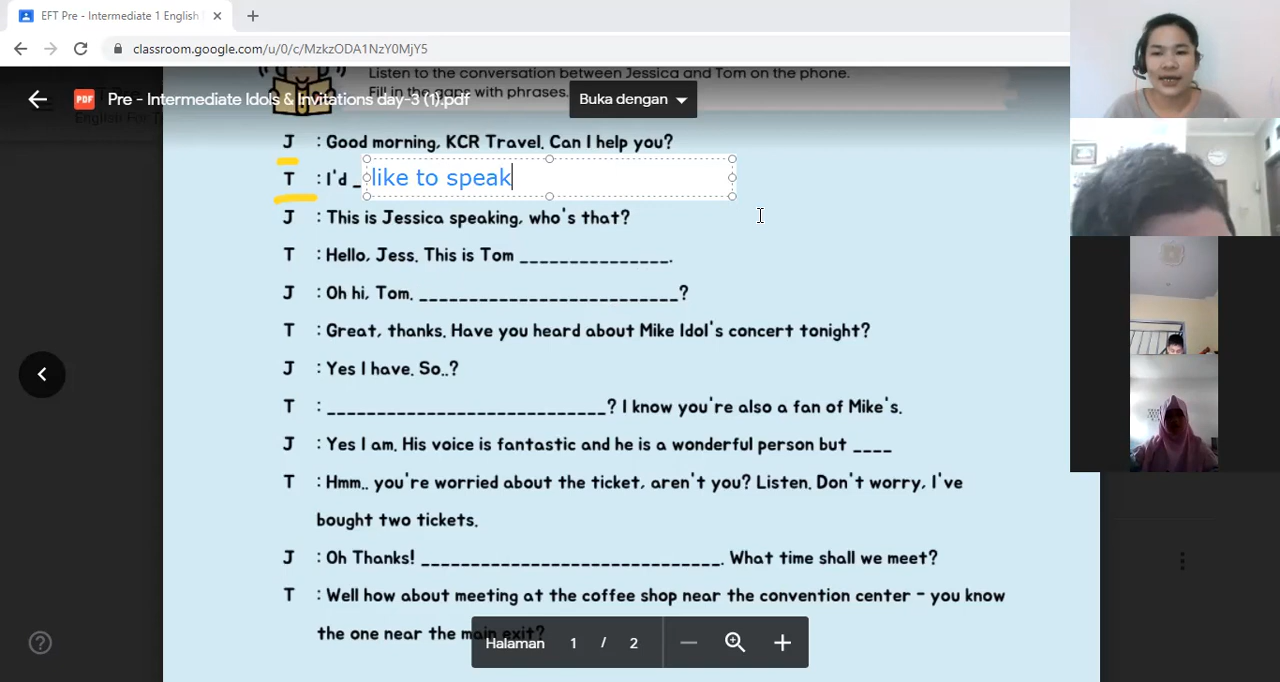 EFT Pre - Intermediate 1 English
classroom.google.com/u/0/c/MzkzODA1NzY0MjY5
Listen to the conversation between Jessica and Tom on the phone.
Fill in the gaps with phrases.
PDF Pre - Intermediate Idols & Invitations day-3 (1).pdf
Buka dengan
J : Good morning, KCR Travel. Can I help you?
T : I'd _ like to speak
J : This is Jessica speaking, who's that?
T : Hello, Jess. This is Tom _______________.
J : Oh hi, Tom. __________________________?
T : Great, thanks. Have you heard about Mike Idol's concert tonight?
J : Yes I have. So..?
T : ____________________________? I know you're also a fan of Mike's.
J : Yes I am. His voice is fantastic and he is a wonderful person but ____
T : Hmm.. you're worried about the ticket, aren't you? Listen. Don't worry, I've
bought two tickets.
J : Oh Thanks! ______________________________. What time shall we meet?
T : Well how about meeting at the coffee shop near the convention center - you know
the one near the main exit?
Halaman 1 / 2